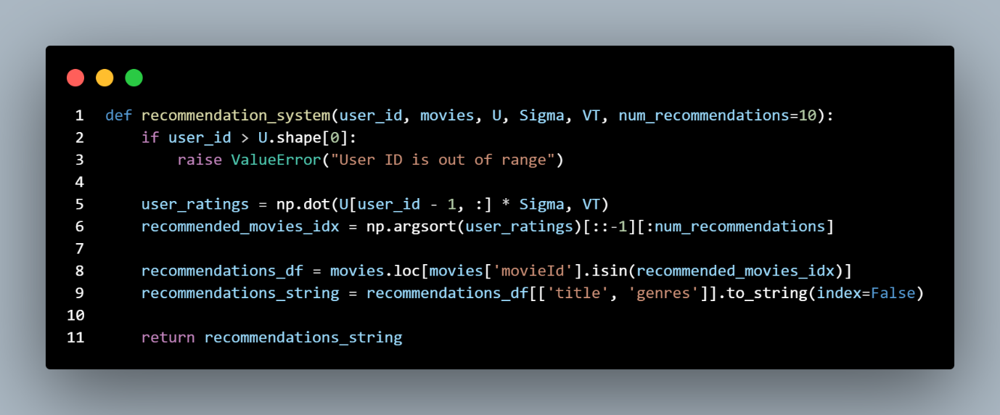 1 def recommendation_system(user_id, movies, U, Sigma, VT, num_recommendations=10):
2     if user_id > U.shape[0]:
3         raise ValueError("User ID is out of range")
4
5     user_ratings = np.dot(U[user_id - 1, :] * Sigma, VT)
6     recommended_movies_idx = np.argsort(user_ratings)[::-1][:num_recommendations]
7
8     recommendations_df = movies.loc[movies['movieId'].isin(recommended_movies_idx)]
9     recommendations_string = recommendations_df[['title', 'genres']].to_string(index=False)
10
11     return recommendations_string